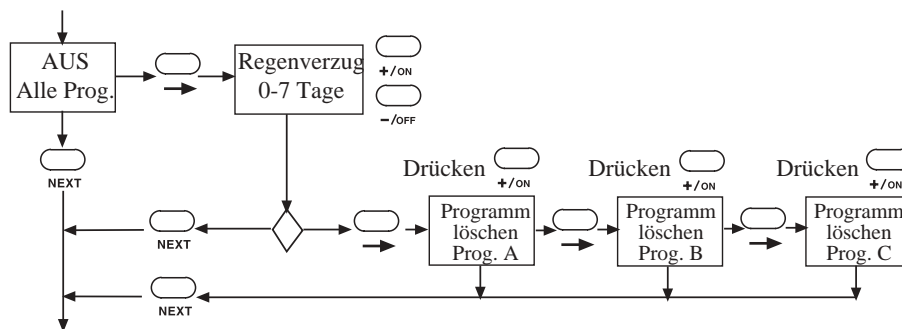 AUS
Alle Prog.
Regenverzug
0-7 Tage
+/ON
−/OFF
NEXT
Drücken
+/ON
Drücken
+/ON
Drücken
+/ON
NEXT
Programm
löschen
Prog. A
Programm
löschen
Prog. B
Programm
löschen
Prog. C
NEXT